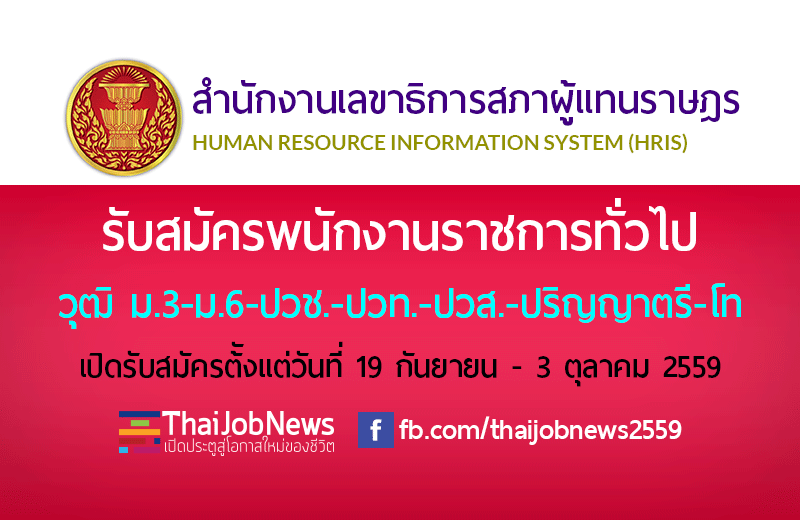 สำนักงานเลขาธิการสภาผู้แทนราษฎร
HUMAN RESOURCE INFORMATION SYSTEM (HRIS)
รับสมัครพนักงานราชการทั่วไป
วุฒิ ม.3-ม.6-ปวช.-ปวท.-ปวส.-ปริญญาตรี-โท
เปิดรับสมัครตั้งแต่วันที่ 19 กันยายน - 3 ตุลาคม 2559
ThaiJobNews
เปิดประตูสู่โอกาสใหม่ของชีวิต
fb.com/thaijobnews2559